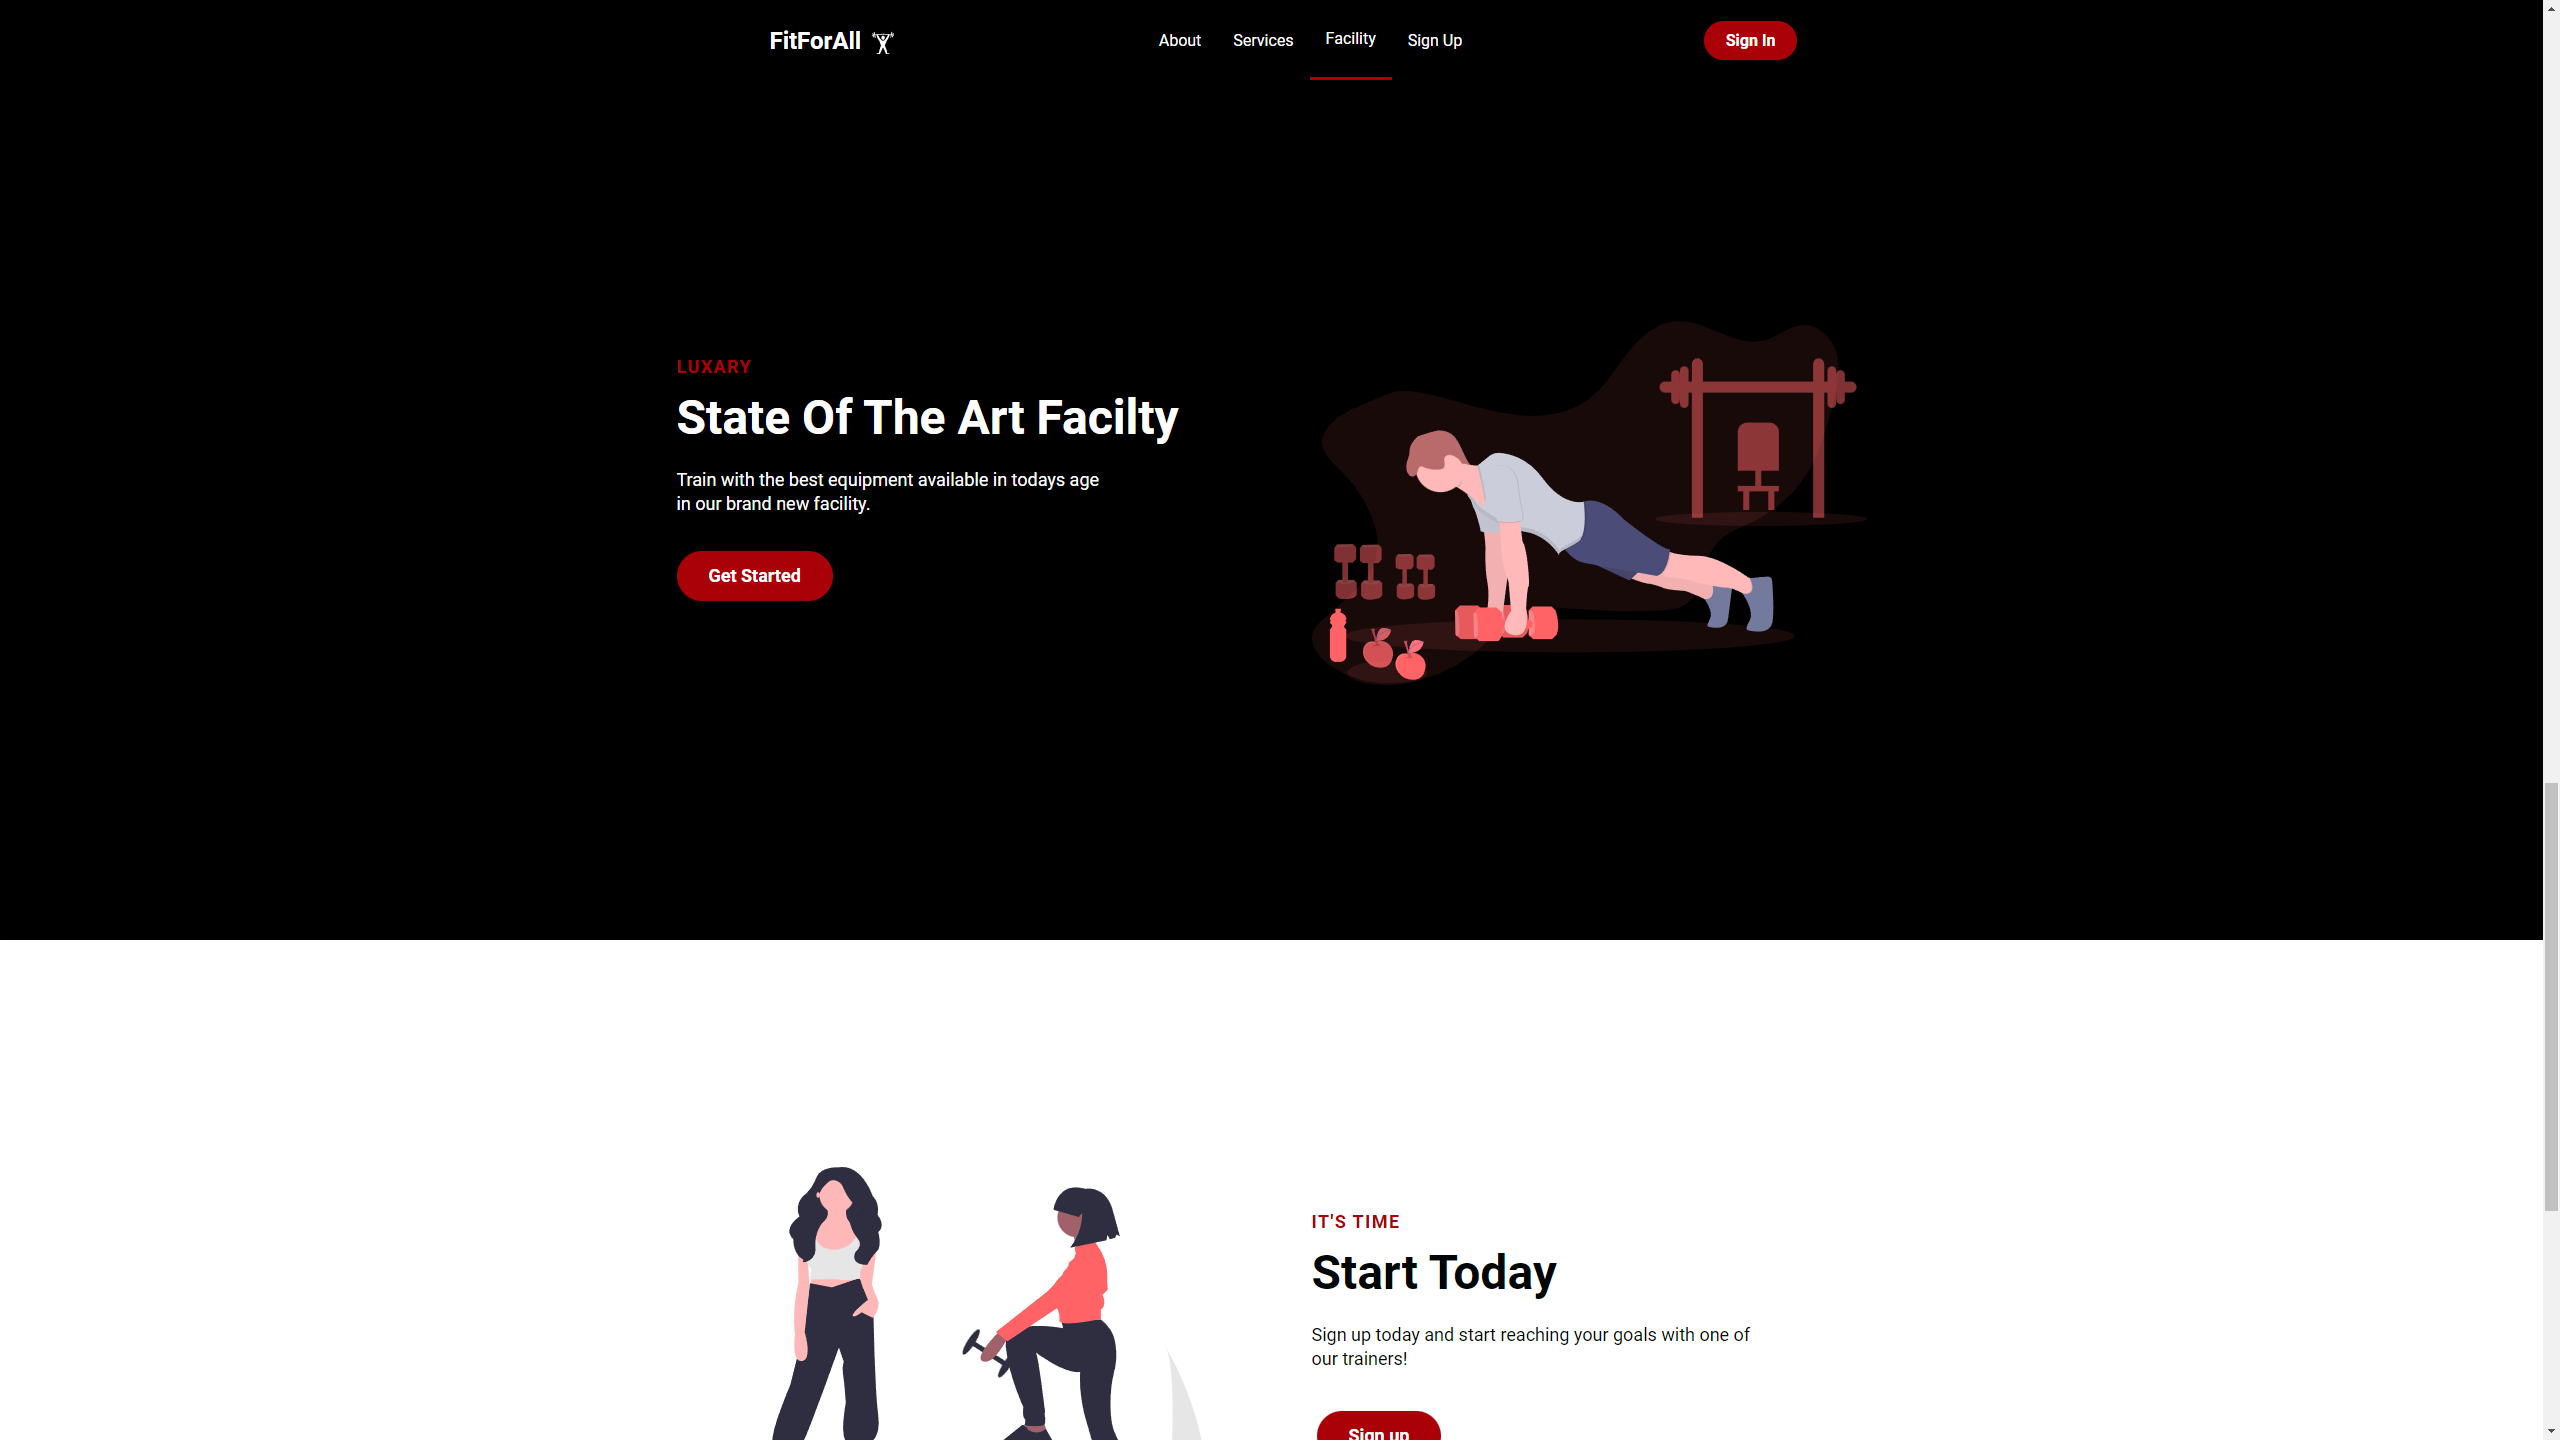 FitForAll
About Services Facility Sign Up
Sign In
LUXARY
State Of The Art Facilty
Train with the best equipment available in todays age
in our brand new facility.
Get Started
IT'S TIME
Start Today
Sign up today and start reaching your goals with one of
our trainers!
Sign up